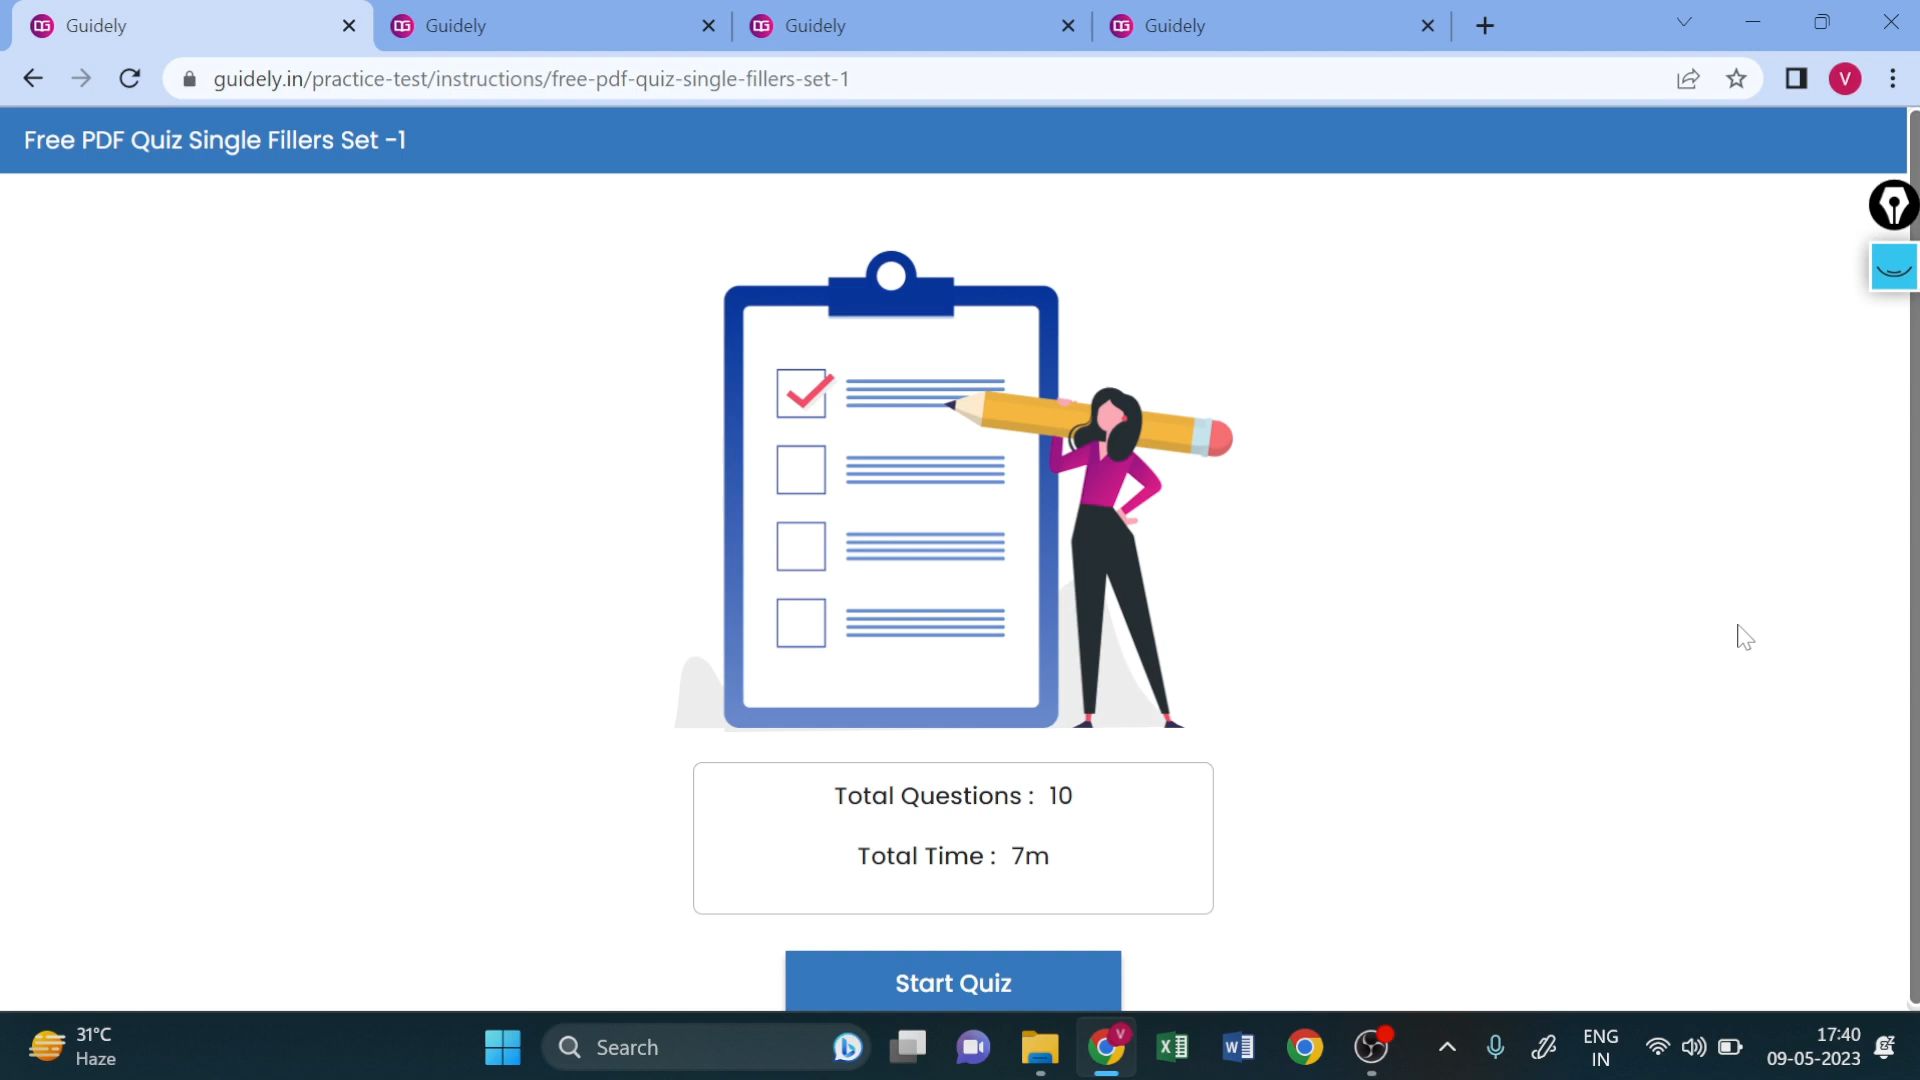 Guidely
Guidely
Guidely
Guidely
guidely.in/practice-test/instructions/free-pdf-quiz-single-fillers-set-1
V
Free PDF Quiz Single Fillers Set -1
Total Questions : 10
Total Time : 7m
Start Quiz
31°C
Haze
Search
V
ENG
IN
17:40
09-05-2023